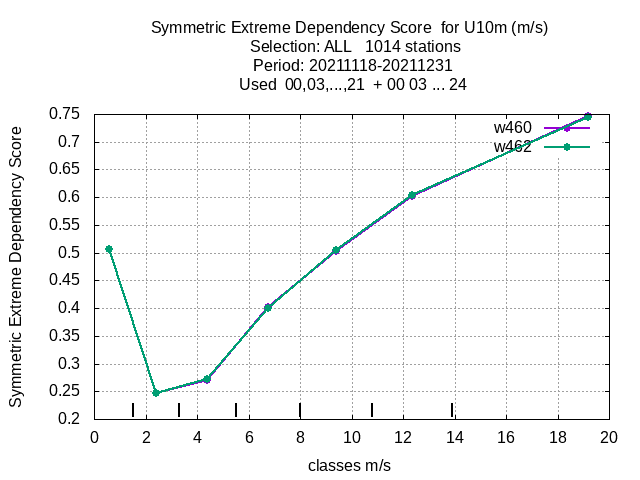 Symmetric Extreme Dependency Score  for U10m (m/s)
Selection: ALL   1014 stations
Period: 20211118-20211231
Used  00,03,...,21  + 00 03 ... 24
w460
w462
Symmetric Extreme Dependency Score
0.75
0.7
0.65
0.6
0.55
0.5
0.45
0.4
0.35
0.3
0.25
0.2
0 2 4 6 8 10 12 14 16 18 20
classes m/s